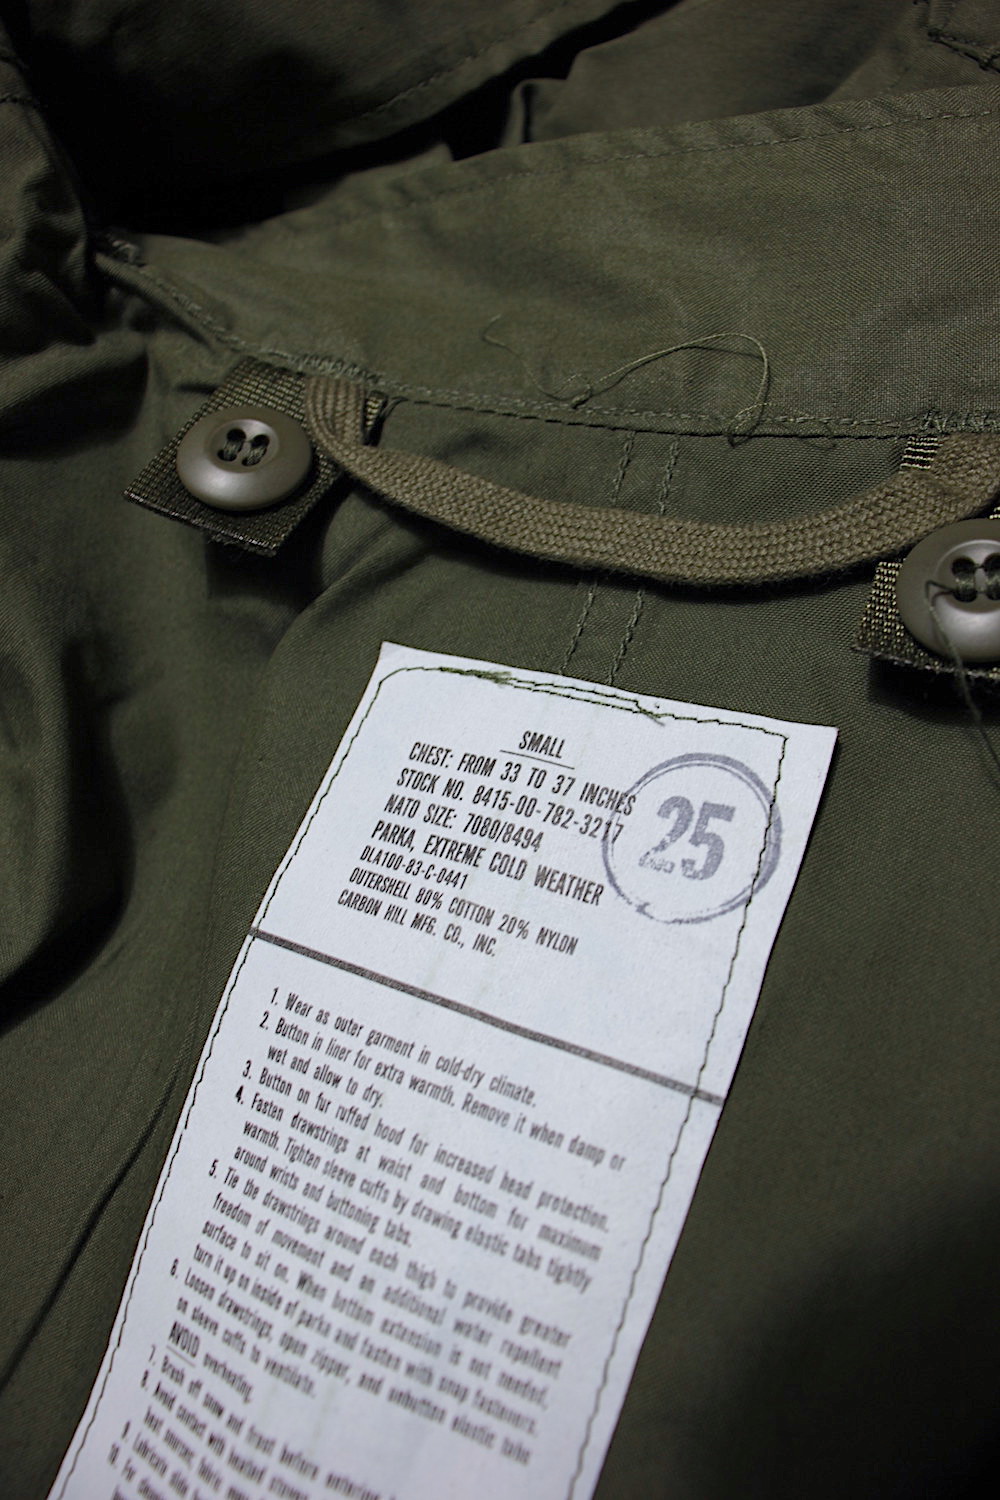 SMALL
CHEST: FROM 33 TO 37 INCHES
STOCK NO. 8415-00-782-3217
NATO SIZE: 7080/8494
PARKA, EXTREME COLD WEATHER
DLA100-83-C-0441
OUTERSHELL 80% COTTON 20% NYLON
CARBON HILL MFG. CO., INC.
25
1. Wear as outer garment in cold-dry climate.
2. Button in liner for extra warmth. Remove it when damp or
wet and allow to dry.
3. Button on fur ruffed hood for increased head protection.
4. Fasten drawstrings at waist and bottom for maximum
warmth. Tighten sleeve cuffs by drawing elastic tabs tightly
around wrists and buttoning tabs.
5. Tie the drawstrings around each thigh to provide greater
freedom of movement and an additional water repellent
surface to sit on. When bottom extension is not needed,
turn it up on inside of parka and fasten with snap fasteners.
6. Loosen drawstrings, open zipper, and unbutton elastic tabs
on sleeve cuffs to ventilate.
AVOID overheating.
7. Brush off snow and frost before entering
8. Avoid contact with heated
heat sources; fabric
9. Lubricate slide
10. For